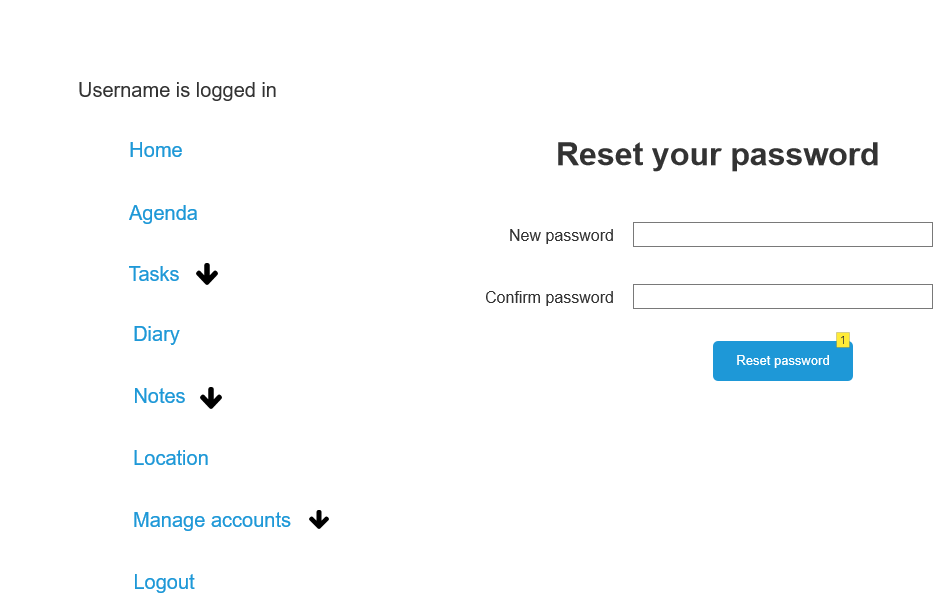 Username is logged in
Home
Agenda
Tasks
Diary
Notes
Location
Manage accounts
Logout
Reset your password
New password
Confirm password
1
Reset password